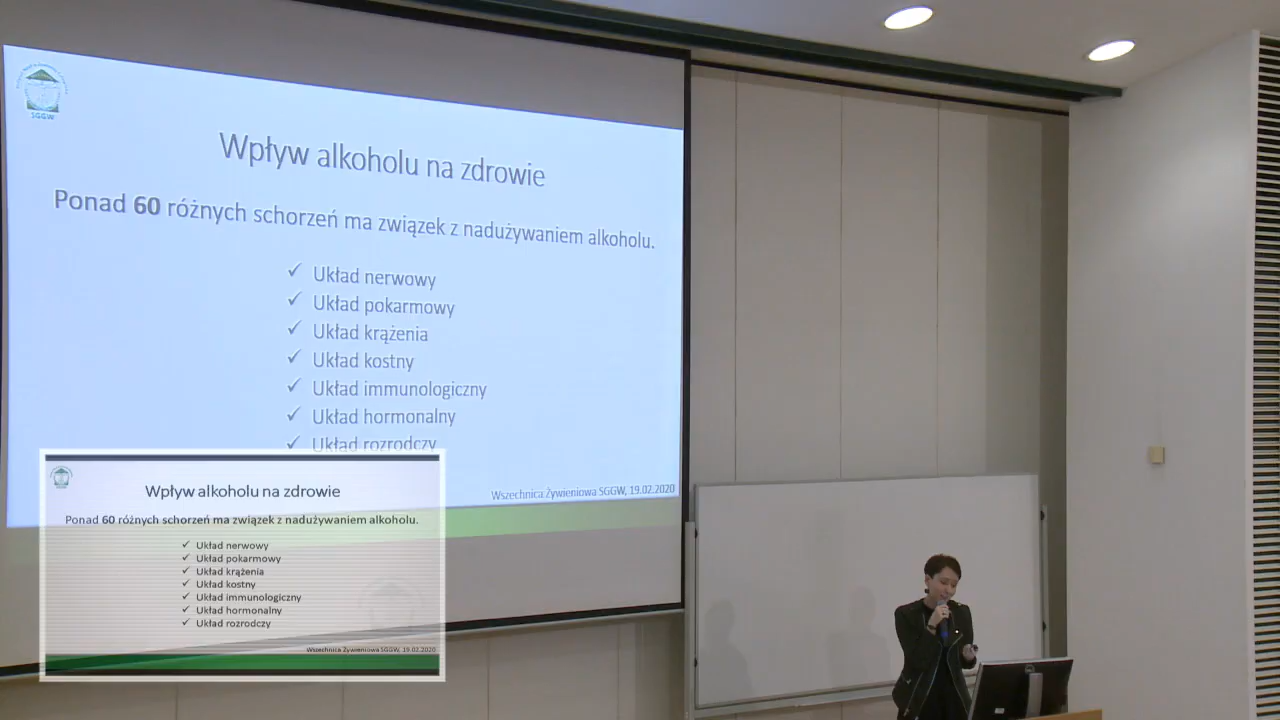 SGGW
Wpływ alkoholu na zdrowie
Ponad 60 różnych schorzeń ma związek z nadużywaniem alkoholu.
✓ Układ nerwowy
✓ Układ pokarmowy
✓ Układ krążenia
✓ Układ kostny
✓ Układ immunologiczny
✓ Układ hormonalny
✓ Układ rozrodczy
Wszechnica Żywieniowa SGGW, 19.02.2020
Wpływ alkoholu na zdrowie
Ponad 60 różnych schorzeń ma związek z nadużywaniem alkoholu.
✓ Układ nerwowy
✓ Układ pokarmowy
✓ Układ krążenia
✓ Układ kostny
✓ Układ immunologiczny
✓ Układ hormonalny
✓ Układ rozrodczy
Wszechnica Żywieniowa SGGW, 19.02.2020